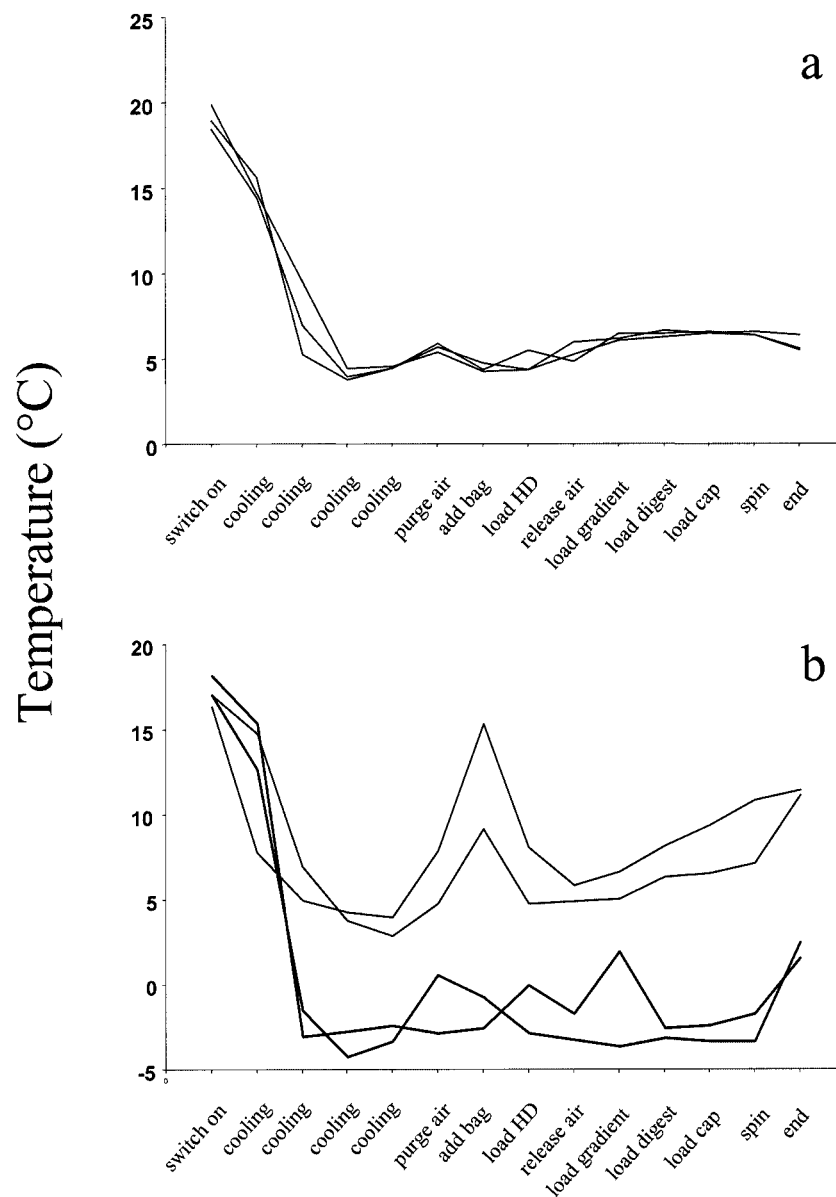 Temperature (°C)
a
25
20
15
10
5
0
switch on
cooling
cooling
cooling
cooling
purge air
add bag
load HD
release air
load gradient
load digest
load cap
spin
end
b
20
15
10
5
0
-5
0
switch on
cooling
cooling
cooling
cooling
purge air
add bag
load HD
release air
load gradient
load digest
load cap
spin
end